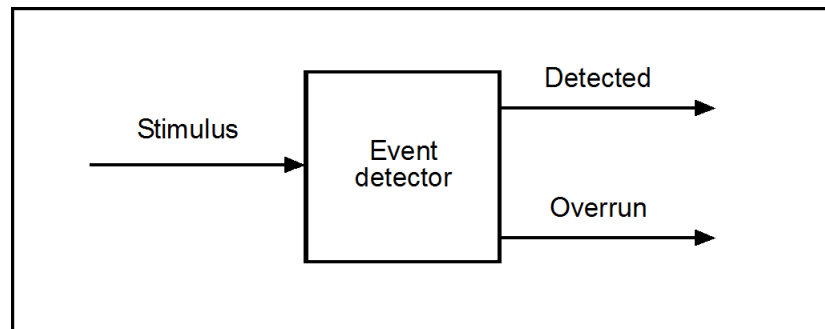 Detected
Stimulus
Event
detector
Overrun